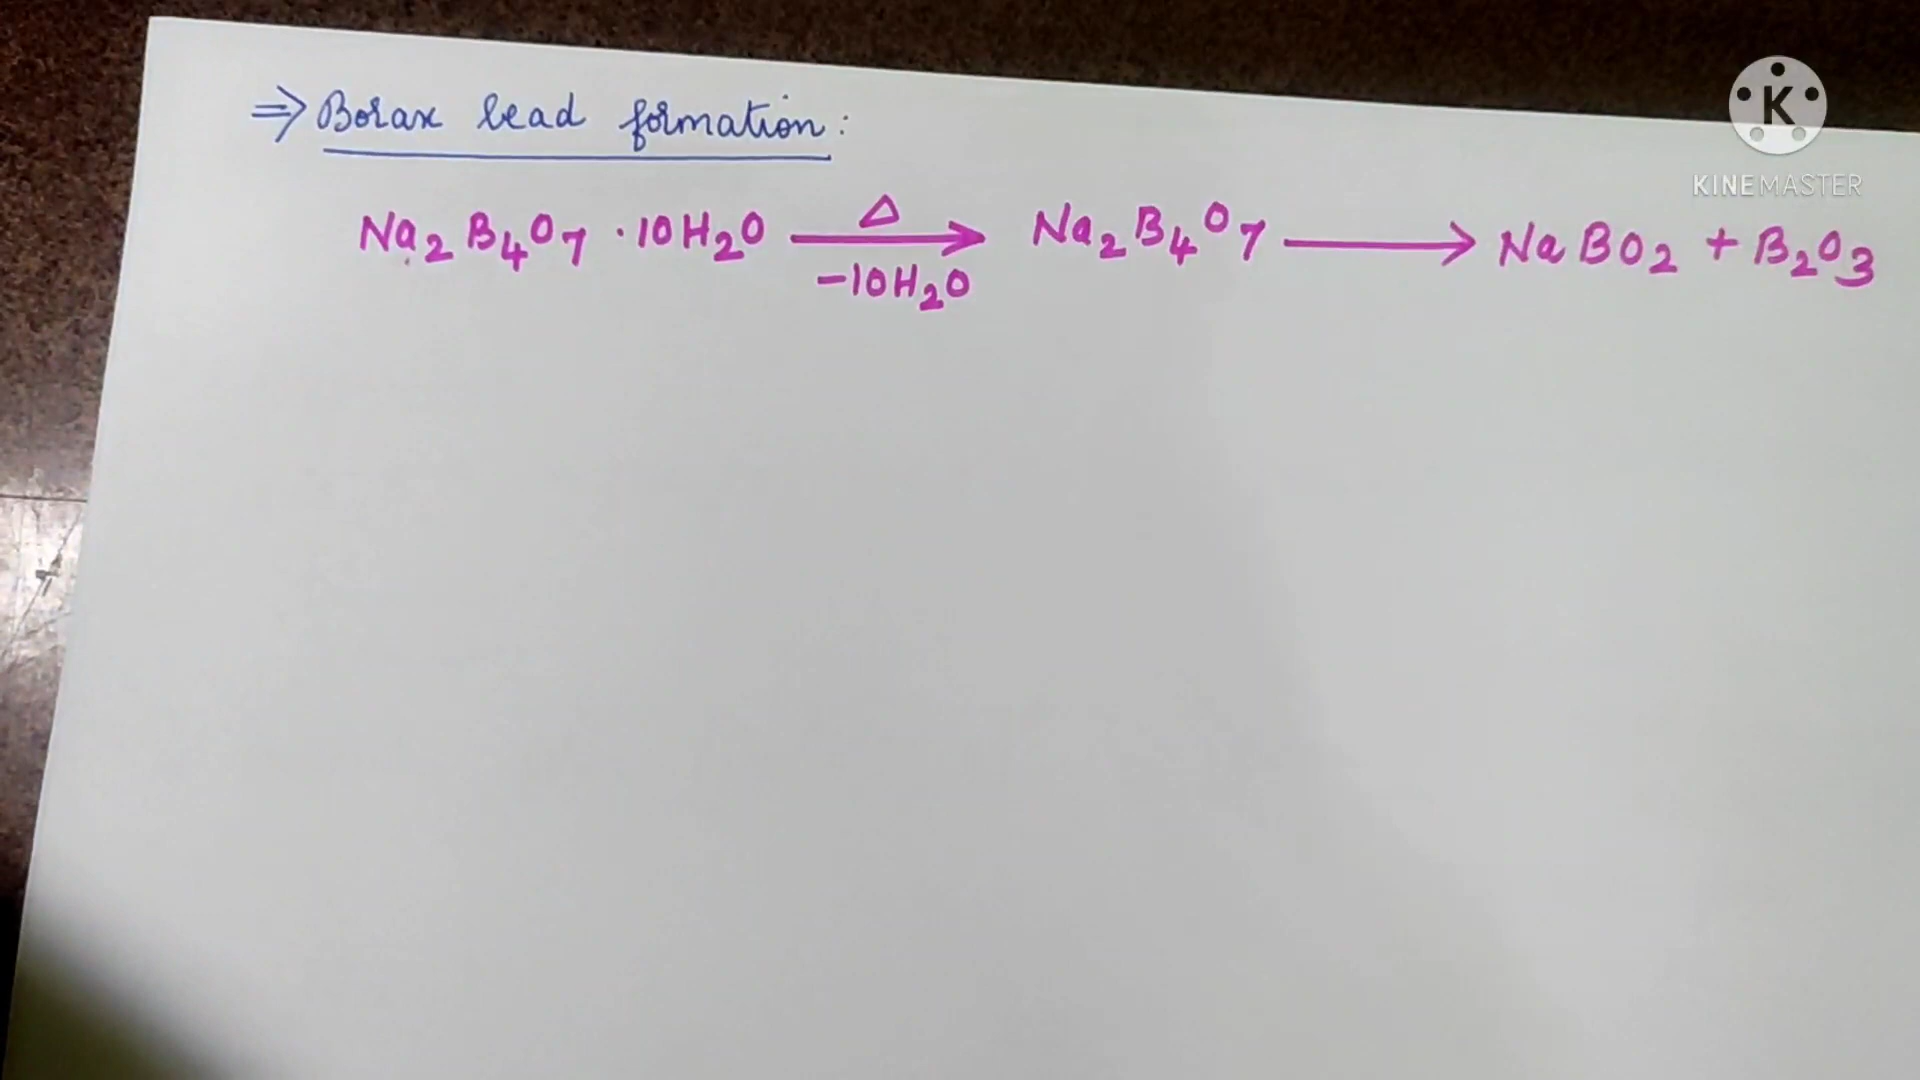 ⇒ Borax bead formation:
Na₂B₄O₇ · 10H₂O —Δ→ Na₂B₄O₇ ⟶ NaBO₂ + B₂O₃
−10H₂O
K
KINEMASTER